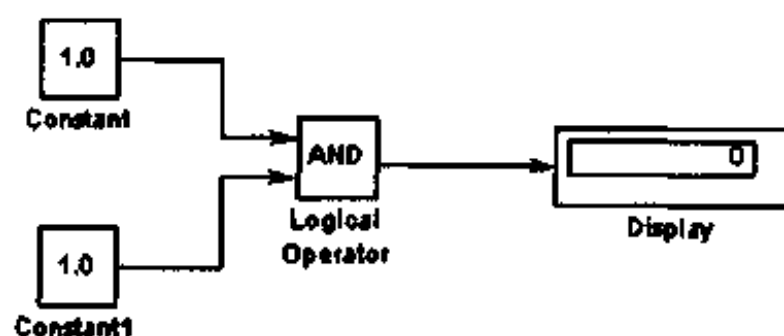 1.0
Constant
AND
Logical
Operator
0
Display
1.0
Constant1